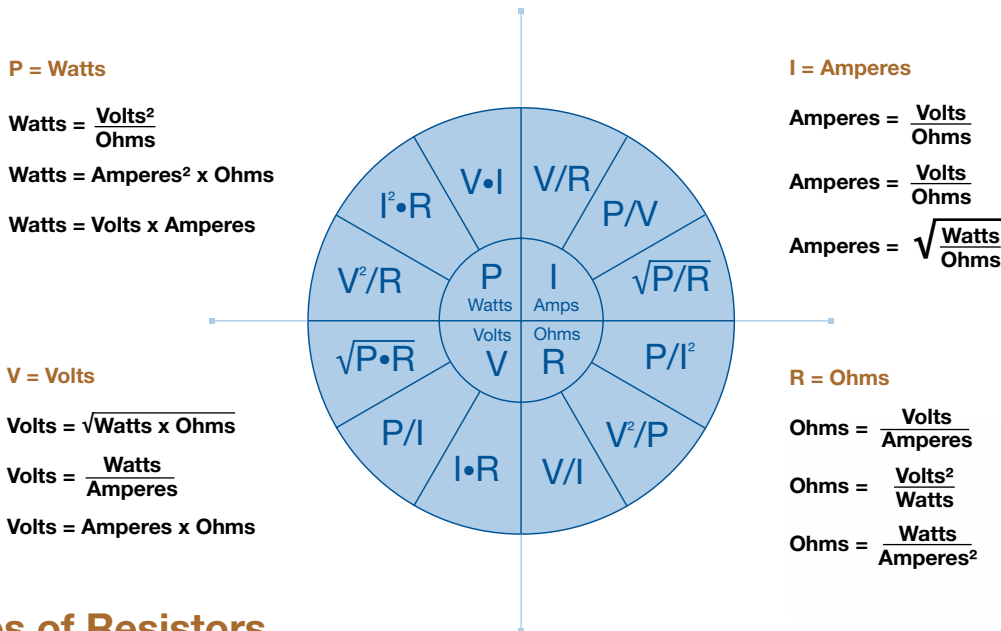 P = Watts
Watts = Volts²
Ohms
Watts = Amperes² x Ohms
Watts = Volts x Amperes
I = Amperes
Amperes = Volts
Ohms
Amperes = Volts
Ohms
Amperes = √Watts
Ohms
V•I
V/R
I²•R
P/V
V²/R
√P/R
P
Watts
I
Amps
Volts
V
Ohms
R
√P•R
P/I²
P/I
V²/P
I•R
V/I
V = Volts
Volts = √Watts x Ohms
Volts = Watts
Amperes
Volts = Amperes x Ohms
R = Ohms
Ohms = Volts
Amperes
Ohms = Volts²
Watts
Ohms = Watts
Amperes²
of Resistors